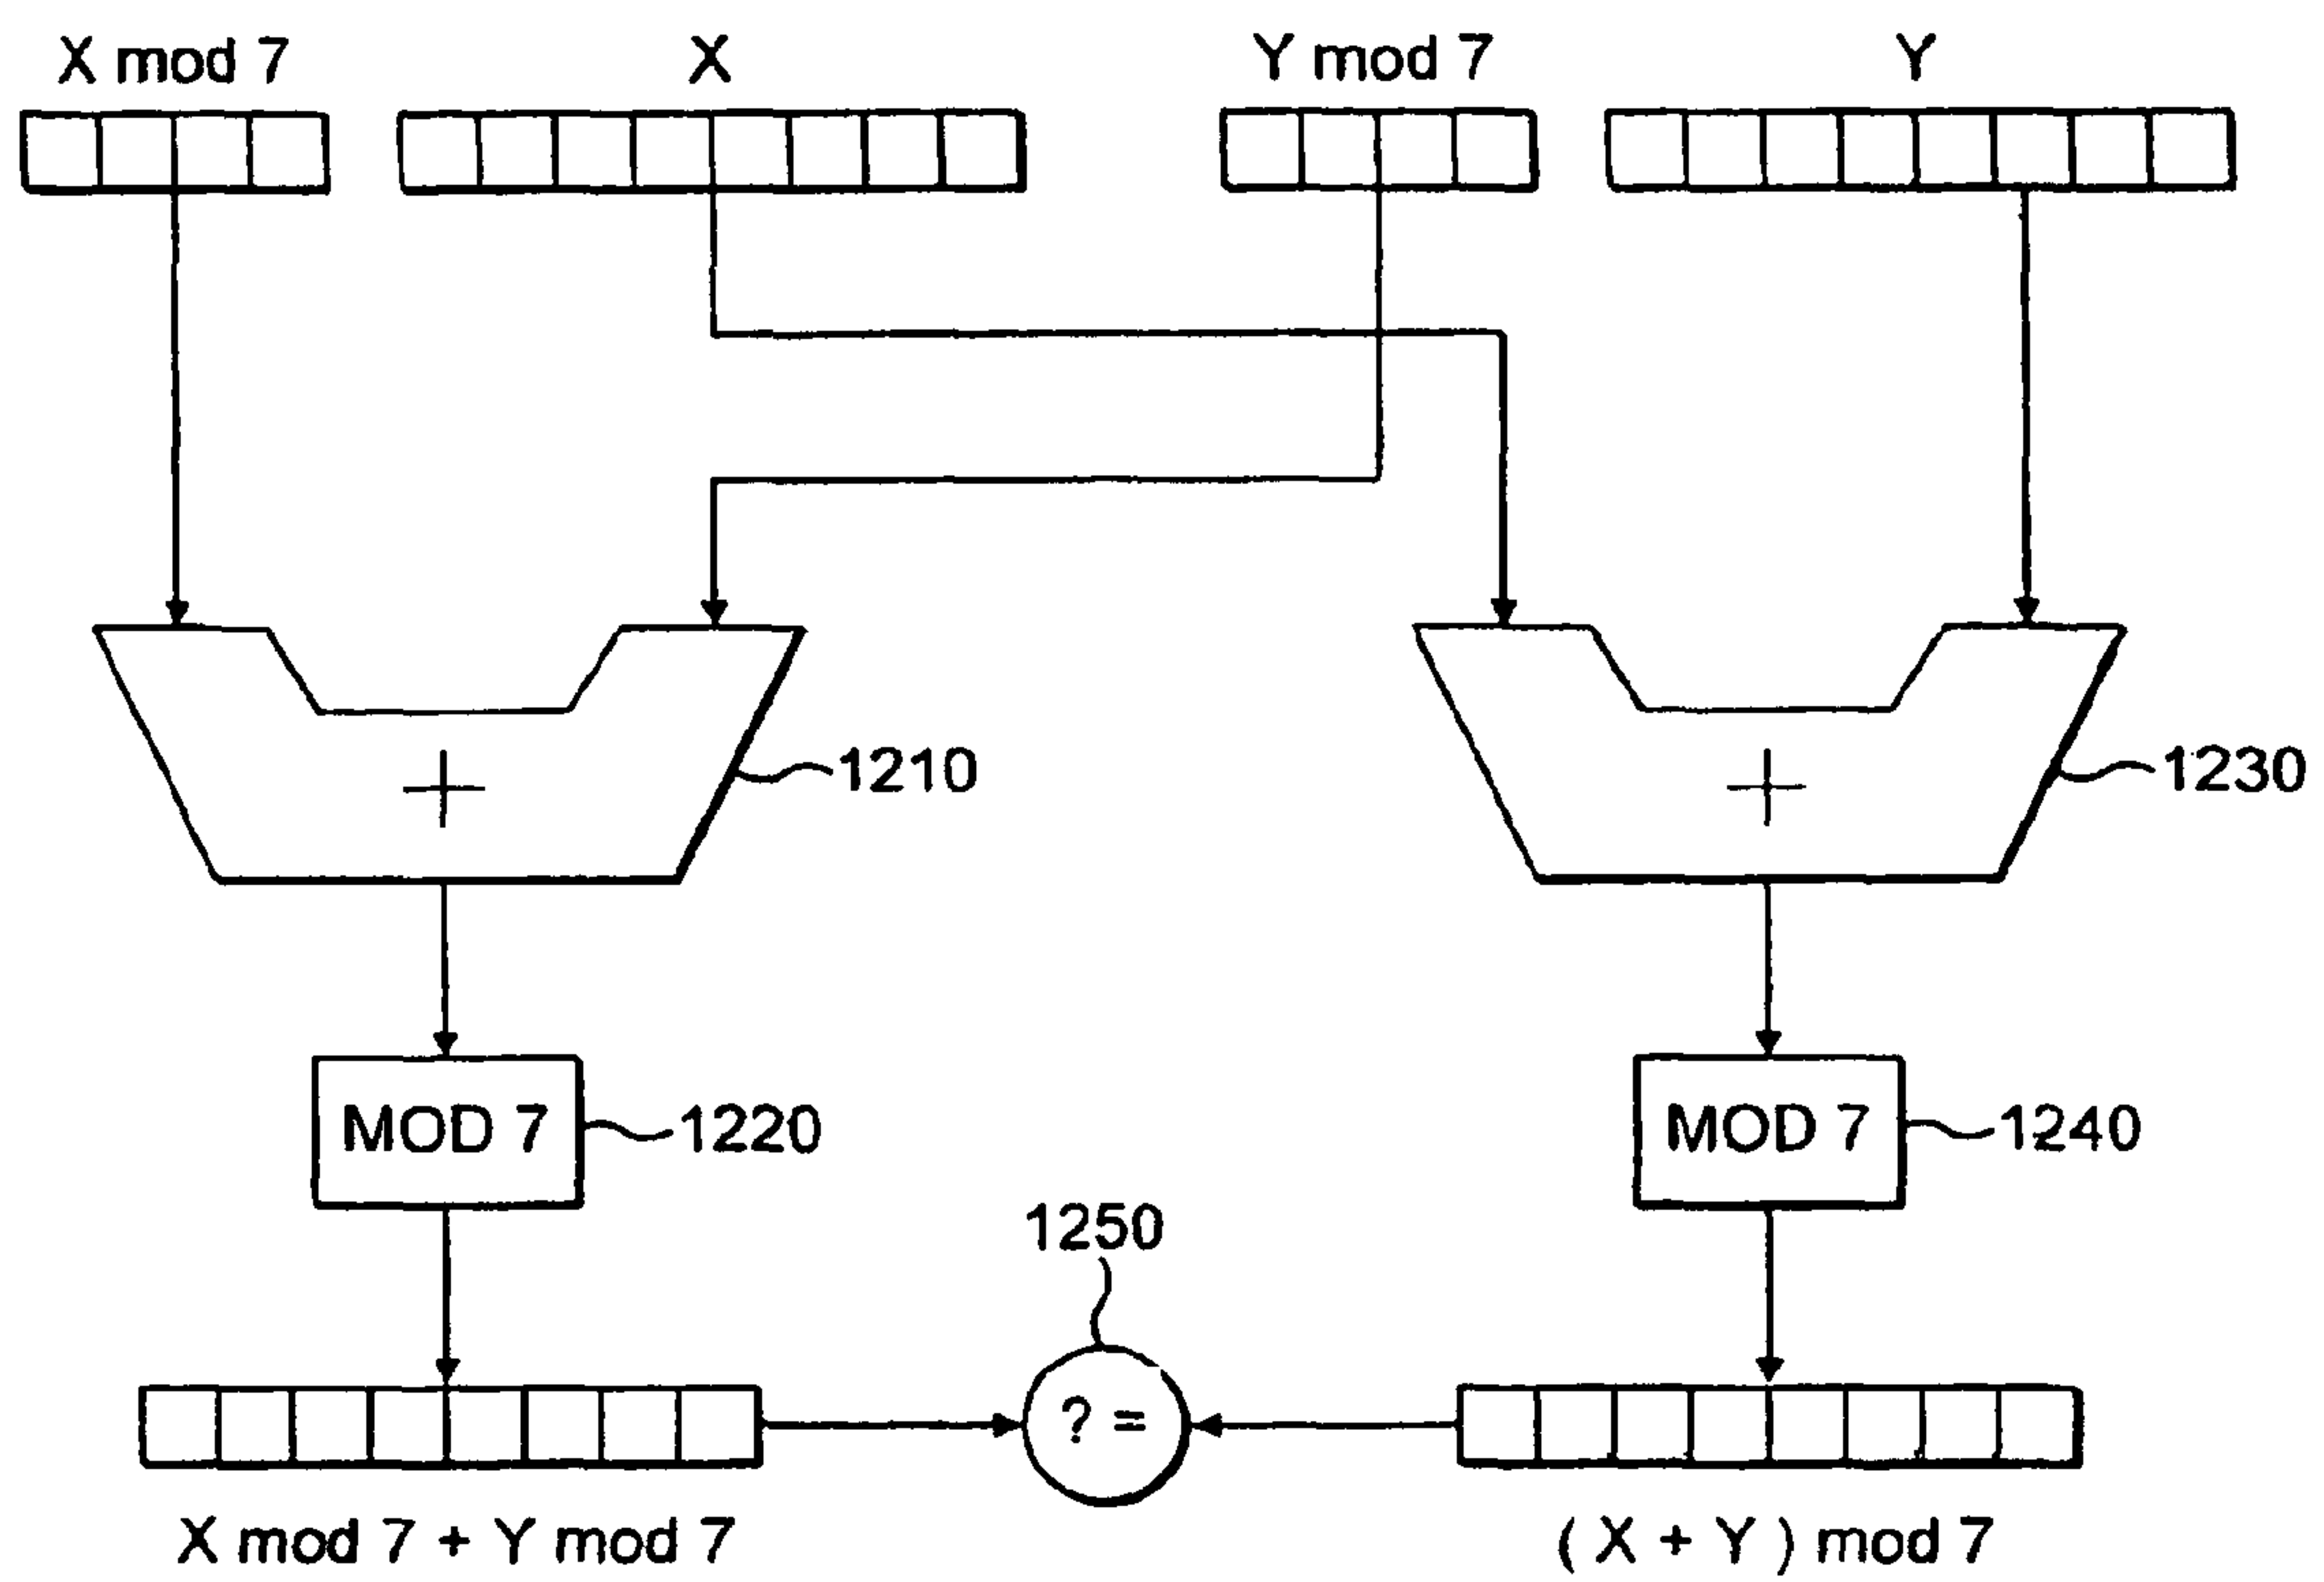 X mod 7
X
Y mod 7
Y
+
1210
+
1230
MOD 7
1220
MOD 7
1240
1250
? =
X mod 7 + Y mod 7
( X + Y ) mod 7